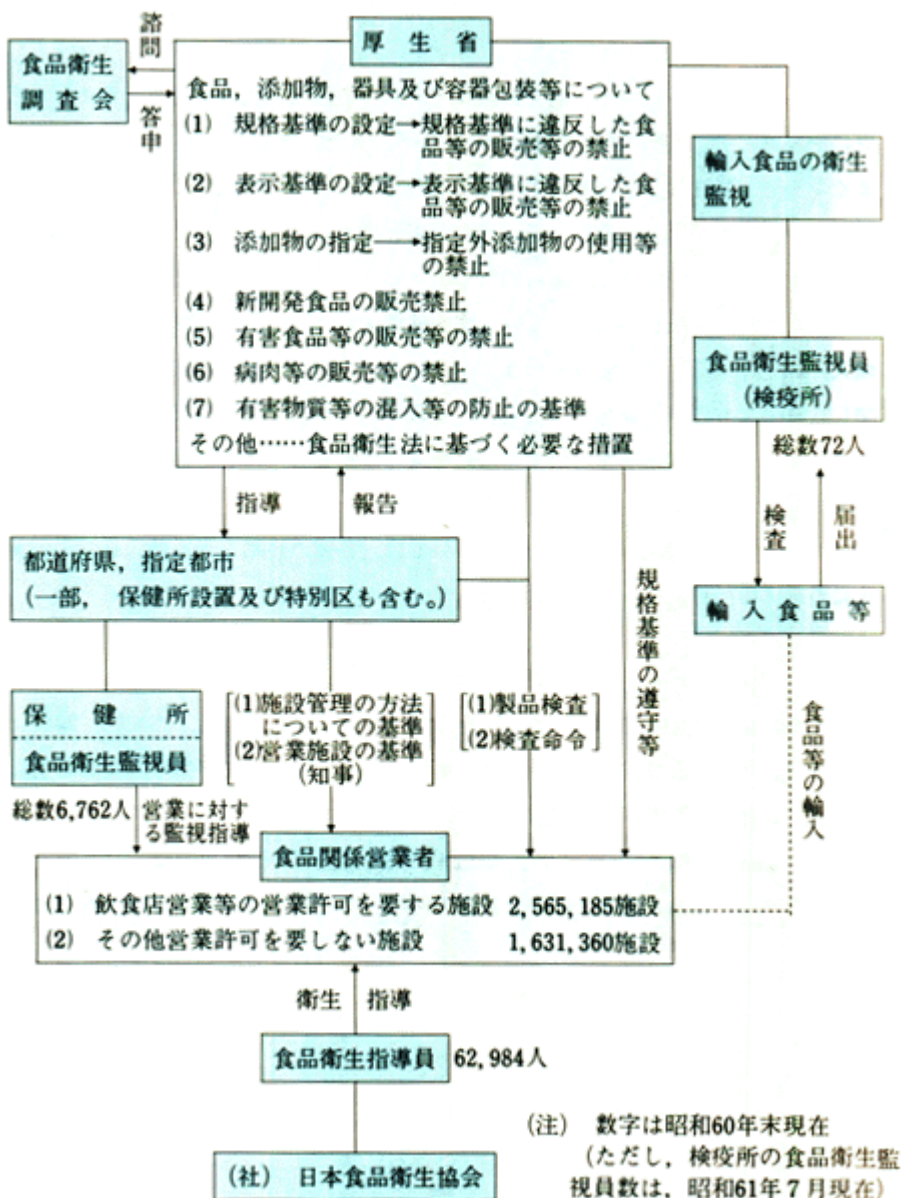 厚生省
諮問
食品衛生
調査会
答申
食品，添加物，器具及び容器包装等について
(1) 規格基準の設定→規格基準に違反した食
品等の販売等の禁止
(2) 表示基準の設定→表示基準に違反した食
品等の販売等の禁止
(3) 添加物の指定→指定外添加物の使用等
の禁止
(4) 新開発食品の販売禁止
(5) 有害食品等の販売等の禁止
(6) 病肉等の販売等の禁止
(7) 有害物質等の混入等の防止の基準
その他……食品衛生法に基づく必要な措置
輸入食品の衛生
監視
食品衛生監視員
(検疫所)
総数72人
検査
届出
輸入食品等
食品等の輸入
指導
報告
都道府県，指定都市
(一部，保健所設置及び特別区も含む。)
保健所
食品衛生監視員
総数6,762人
営業に対す
る監視指導
(1)施設管理の方法
についての基準
(2)営業施設の基準
(知事)
(1)製品検査
(2)検査命令
規格基準の遵守等
食品関係営業者
(1) 飲食店営業等の営業許可を要する施設 2,565,185施設
(2) その他営業許可を要しない施設 1,631,360施設
衛生指導
食品衛生指導員 62,984人
(社) 日本食品衛生協会
(注) 数字は昭和60年末現在
(ただし，検疫所の食品衛生監
視員数は，昭和61年7月現在)